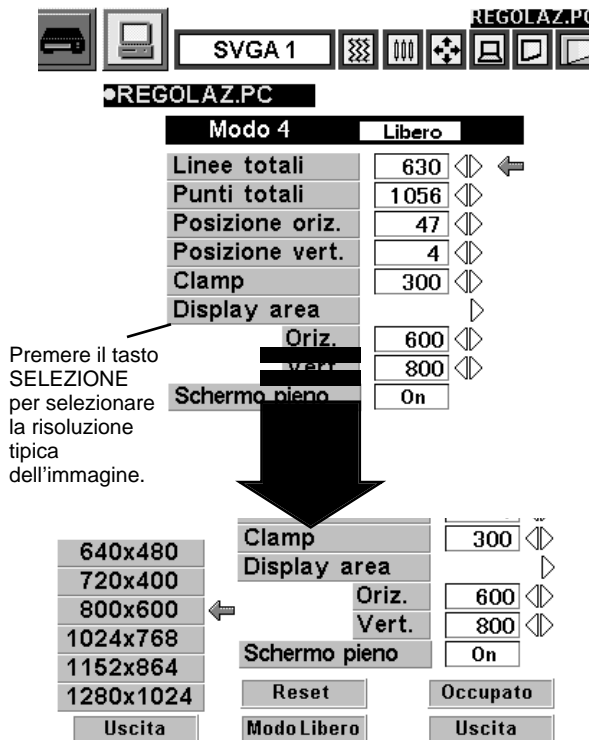 REGOLAZ.PC
SVGA 1
REGOLAZ.PC
Modo 4 Libero
Linee totali 630
Punti totali 1056
Posizione oriz. 47
Posizione vert. 4
Clamp 300
Display area
Oriz. 600
Vert. 800
Schermo pieno On
Premere il tasto
SELEZIONE
per selezionare
la risoluzione
tipica
dell’immagine.
640x480
720x400
800x600
1024x768
1152x864
1280x1024
Uscita
Clamp 300
Display area
Oriz. 600
Vert. 800
Schermo pieno On
Reset Occupato
Modo Libero Uscita